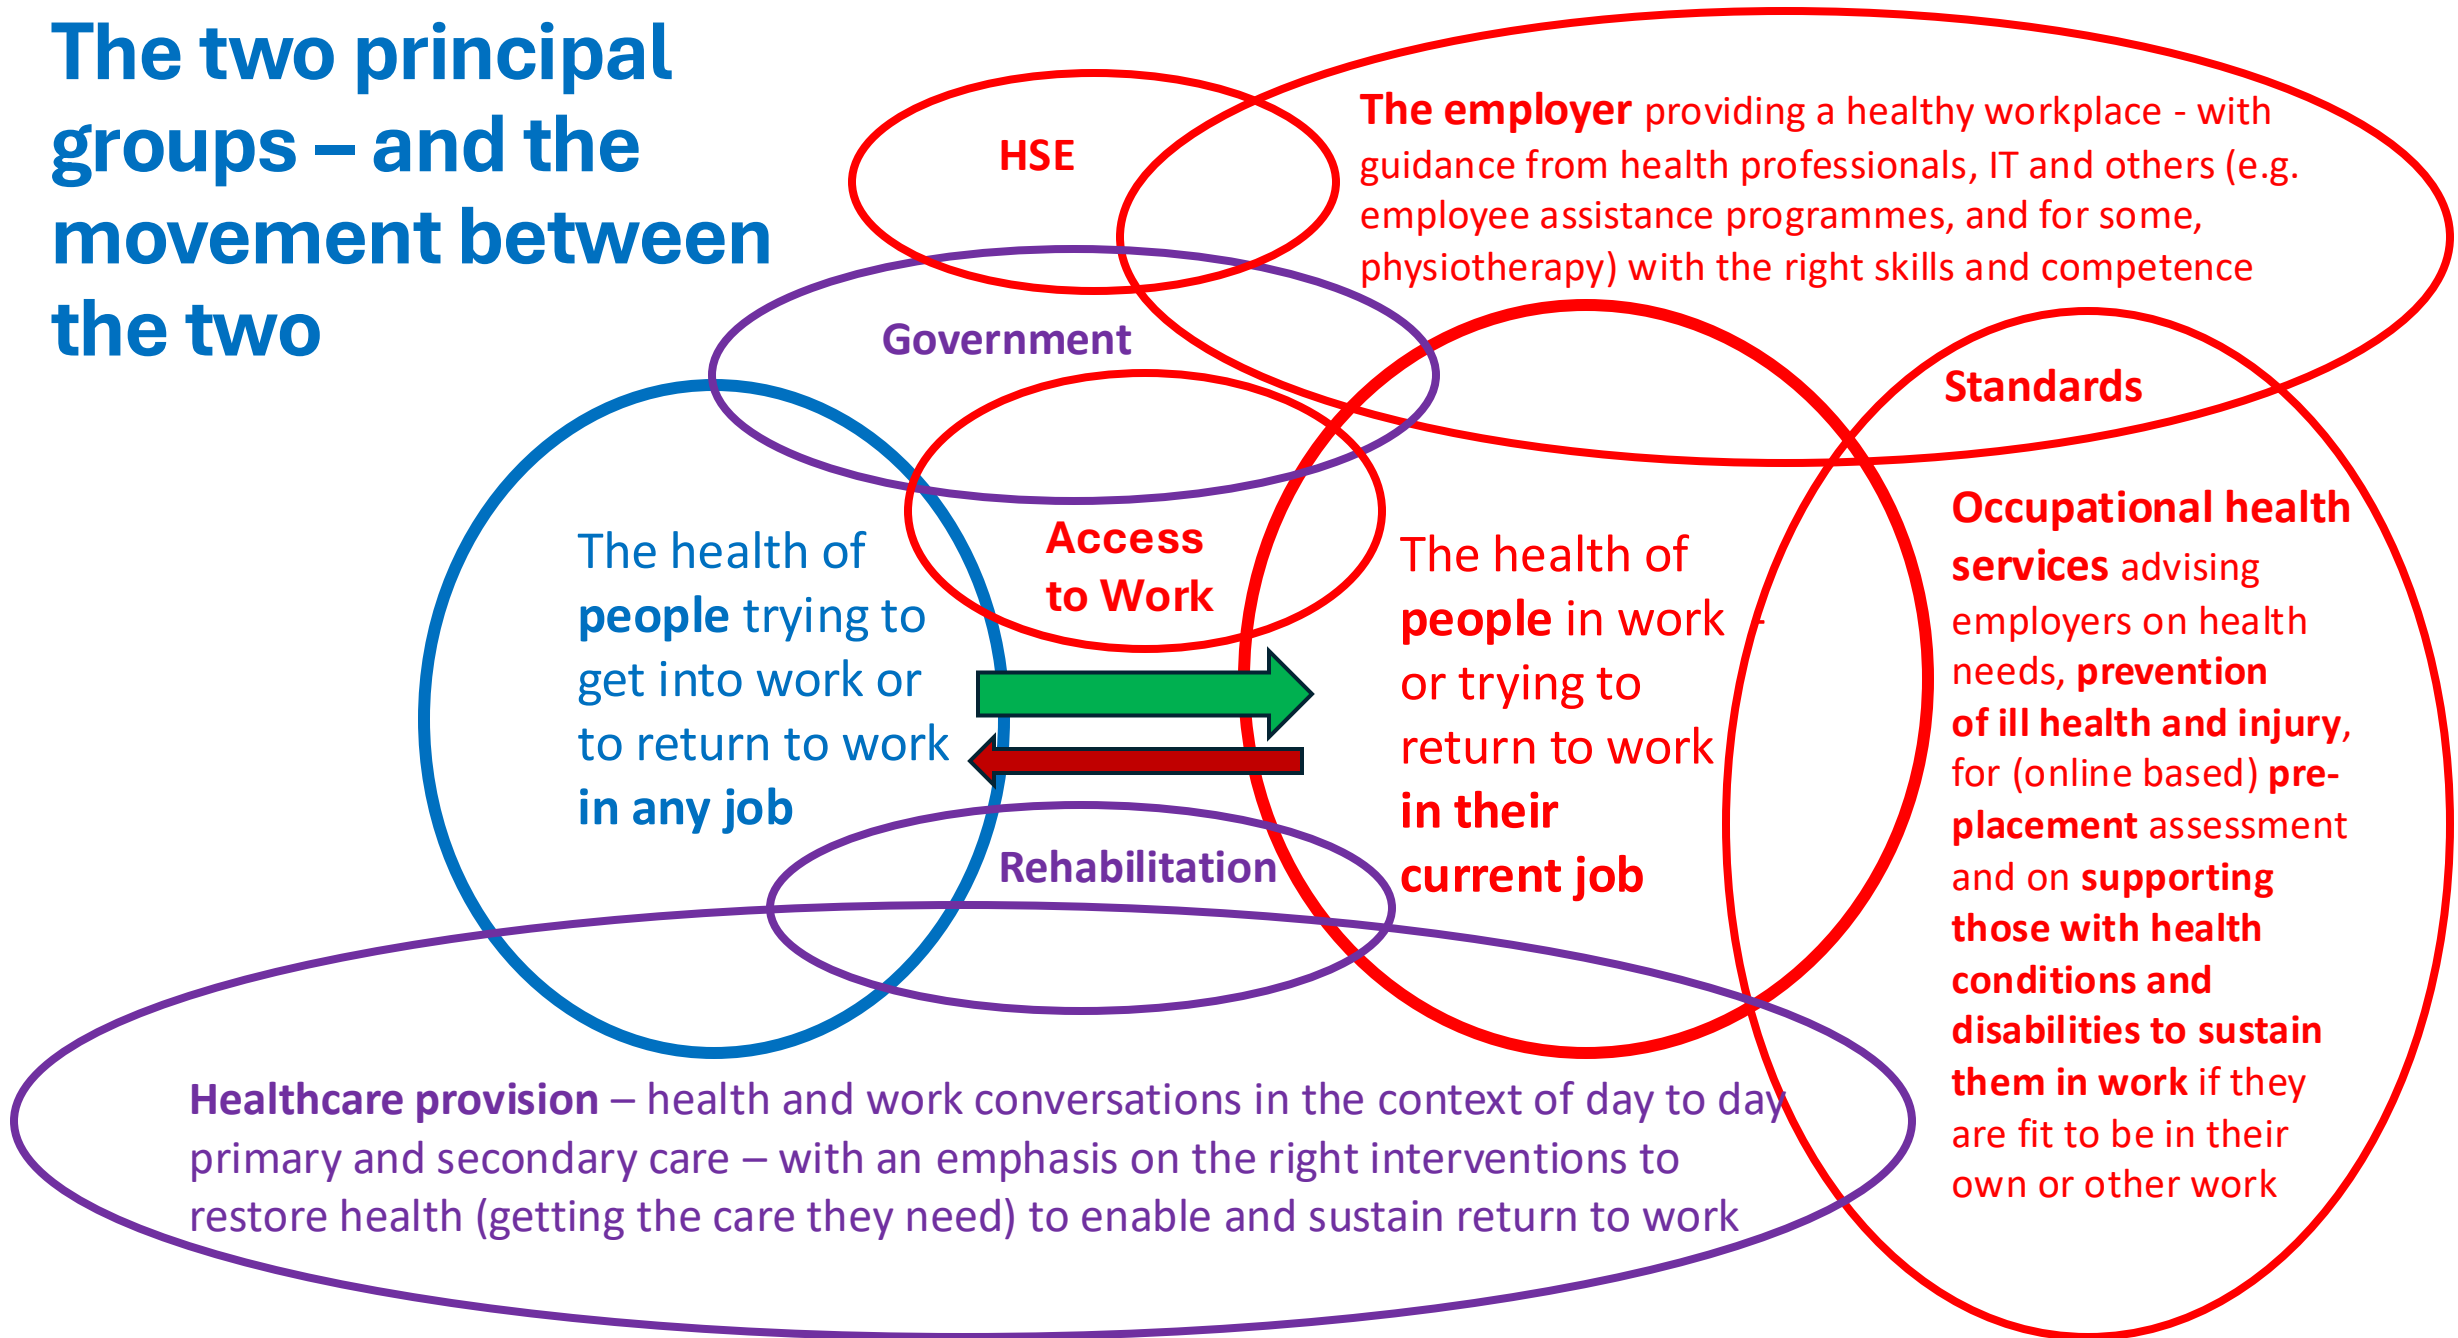 The two principal
groups – and the
movement between
the two
HSE
The employer providing a healthy workplace - with
guidance from health professionals, IT and others (e.g.
employee assistance programmes, and for some,
physiotherapy) with the right skills and competence
Government
Standards
Access
to Work
The health of
people trying to
get into work or
to return to work
in any job
The health of
people in work -
or trying to
return to work
in their
current job
Occupational health
services advising
employers on health
needs, prevention
of ill health and injury,
for (online based) pre-
placement assessment
and on supporting
those with health
conditions and
disabilities to sustain
them in work if they
are fit to be in their
own or other work
Rehabilitation
Healthcare provision – health and work conversations in the context of day to day
primary and secondary care – with an emphasis on the right interventions to
restore health (getting the care they need) to enable and sustain return to work